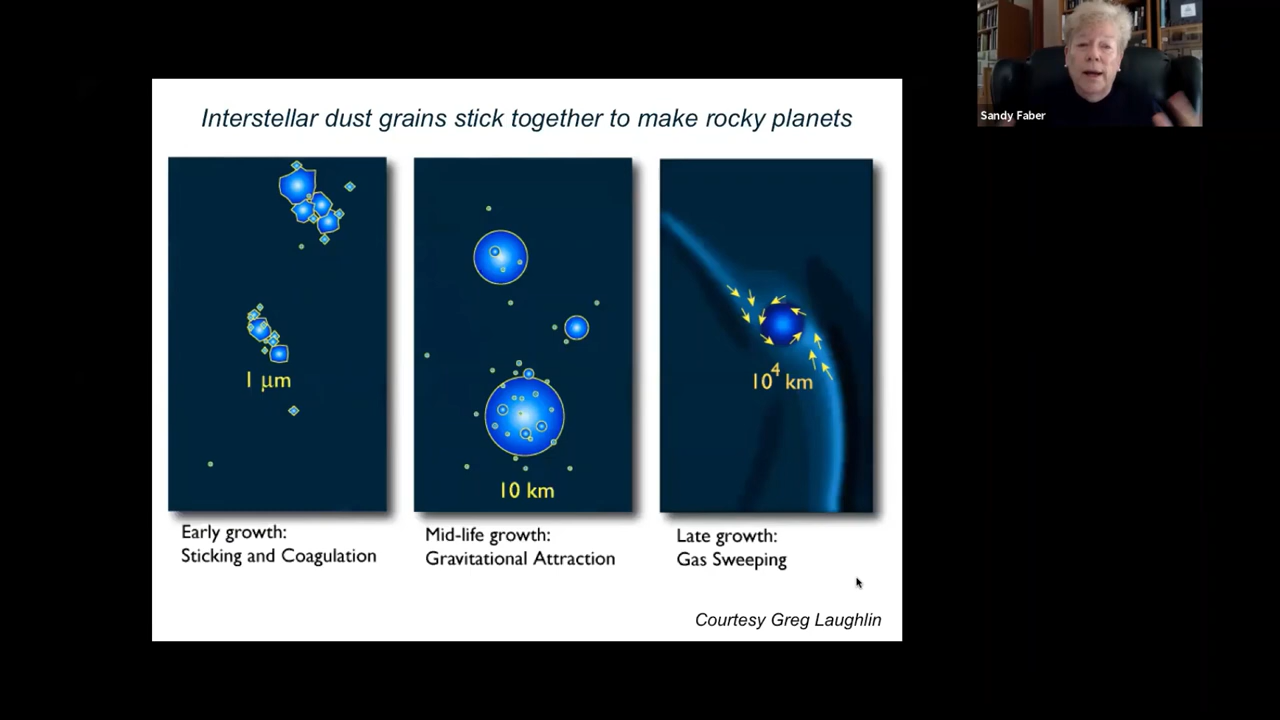 Sandy Faber
Interstellar dust grains stick together to make rocky planets
1 μm
10 km
10⁴ km
Early growth:
Sticking and Coagulation
Mid-life growth:
Gravitational Attraction
Late growth:
Gas Sweeping
Courtesy Greg Laughlin